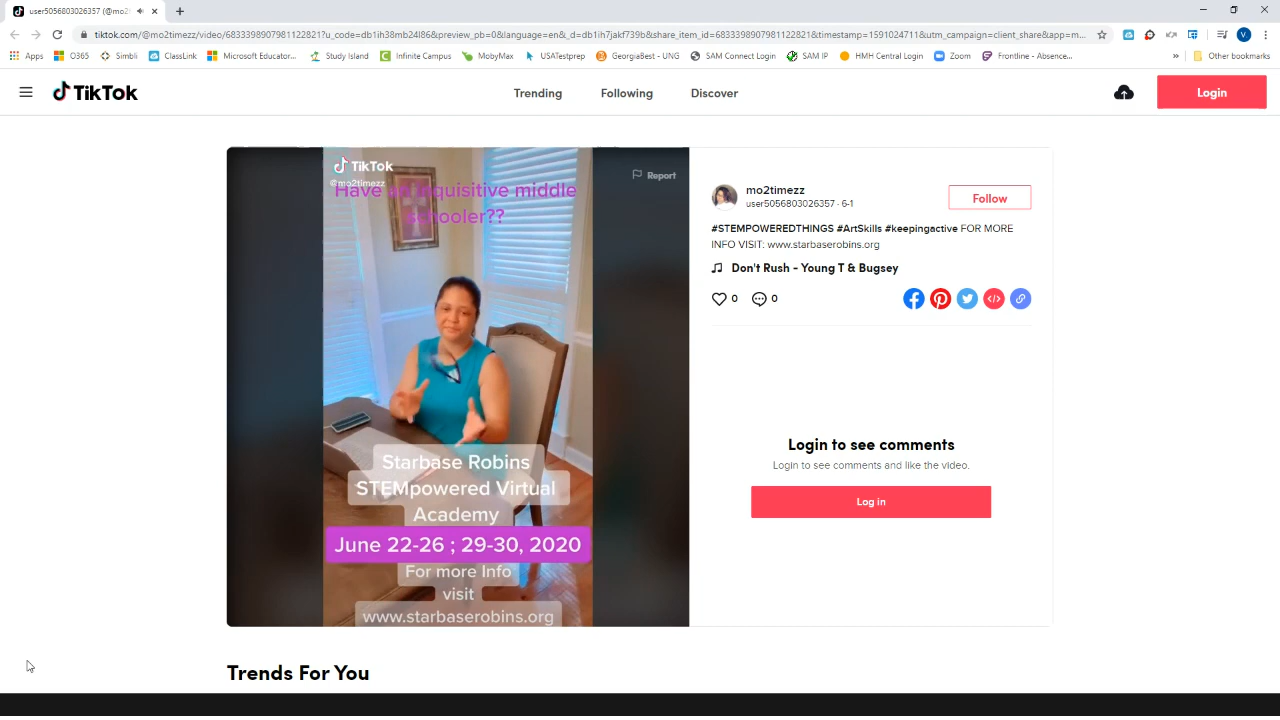 user5056803026357 (@mo2
tiktok.com/@mo2timezz/video/6833398907981122821?u_code=db1ih38mb24l86&preview_pb=0&language=en&_d=db1ih7jakf739b&share_item_id=6833398907981122821&timestamp=1591024711&utm_campaign=client_share&app=m...
V
Apps O365 Simbli ClassLink Microsoft Educator... Study Island Infinite Campus MobyMax USATestprep GeorgiaBest - UNG SAM Connect Login SAM IP HMH Central Login Zoom Frontline - Absence... » Other bookmarks
TikTok Trending Following Discover Login
TikTok
@mo2timezz
Report
Have an inquisitive middle
schooler??
Starbase Robins
STEMpowered Virtual
Academy
June 22-26 ; 29-30, 2020
For more Info
visit
www.starbaserobins.org
mo2timezz
user5056803026357 · 6-1
Follow
#STEMPOWEREDTHINGS #ArtSkills #keepingactive FOR MORE
INFO VISIT: www.starbaserobins.org
Don't Rush - Young T & Bugsey
0 0
Login to see comments
Login to see comments and like the video.
Log in
Trends For You